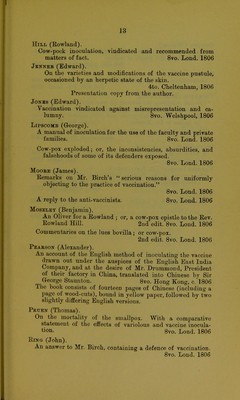 13
HILL (Rowland).
Cow-pock inoculation, vindicated and recommended from
matters of fact. 8vo. Lond. 1806
JENNER (Edward).
On the varieties and modifications of the vaccine pustule,
occasioned by an herpetic state of the skin.
4to. Cheltenham, 1806
Presentation copy from the author.
JONES (Edward).
Vaccination vindicated against misrepresentation and ca-
lumny. 8vo. Welshpool, 1806
LIPSCOMB (George).
A manual of inoculation for the use of the faculty and private
families. 8vo. Lond. 1806
Cow-pox exploded; or, the inconsistencies, absurdities, and
falsehoods of some of its defenders exposed.
8vo. Lond. 1806
MOORE (James).
Remarks on Mr. Birch's "serious reasons for uniformly
objecting to the practice of vaccination."
8vo. Lond. 1806
A reply to the anti-vaccinists. 8vo. Lond. 1806
MOSELEY (Benjamin).
An Oliver for a Rowland; or, a cow-pox epistle to the Rev.
Rowland Hill. 2nd edit. 8vo. Lond. 1806
Commentaries on the lues bovilla; or cow-pox.
2nd edit. 8vo. Lond. 1806
PEARSON (Alexander)
An account of the English method of inoculating the vaccine
drawn out under the auspices of the English East India
Company, and at the desire of Mr. Drummond, President
of their factory in China, translated into Chinese by Sir
George Staunton. 8vo. Hong Kong, c. 1806
The book consists of fourteen pages of Chinese (including a
page of wood-cuts), bound in yellow paper, followed by two
slightly differing English versions.
PRUEN (Thomas).
On the mortality of the smallpox. With a comparative
statement of the effects of variolous and vaccine inocula-
tion. 8vo. Lond. 1806
RING (John).
An answer to Mr. Birch, containing a defence of vaccination.
8vo. Lond. 1806